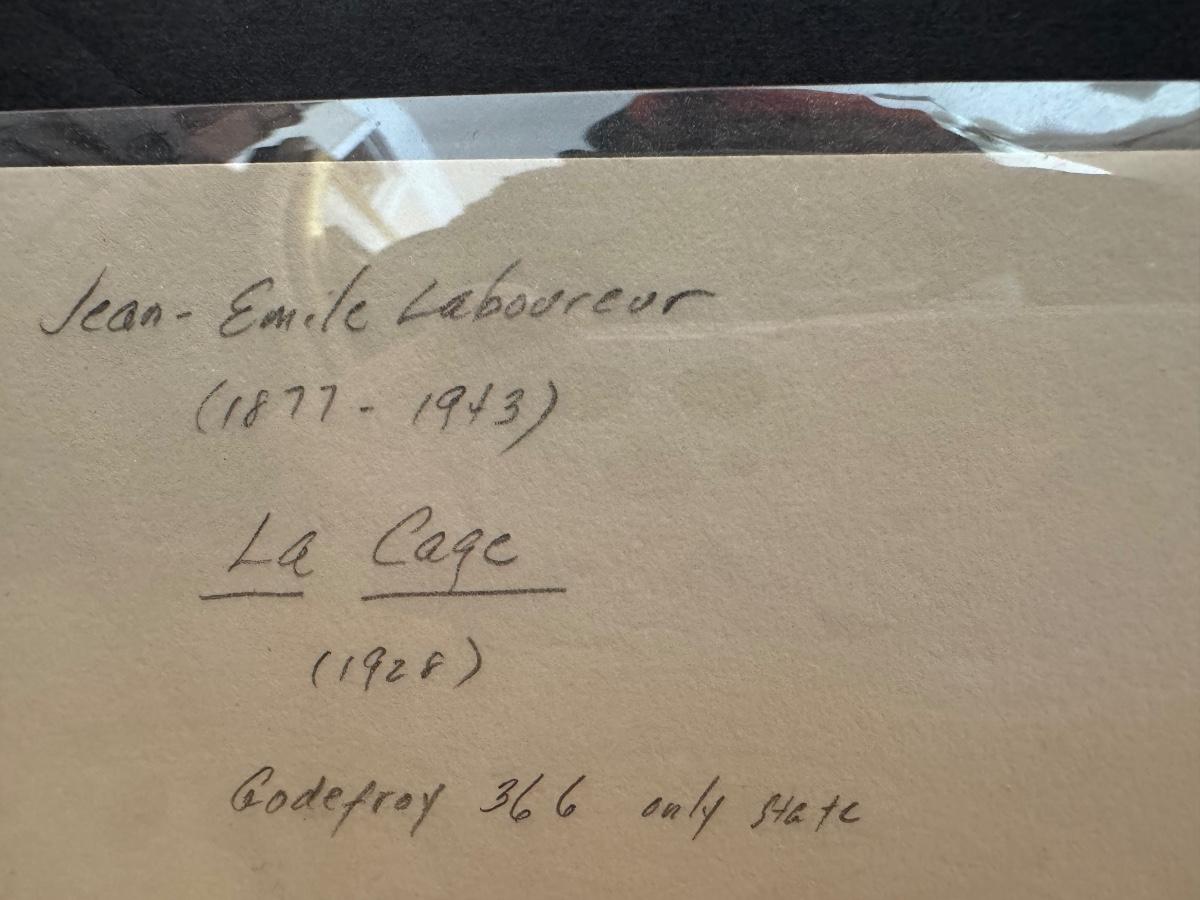 Jean-Emile Laboureur
(1877-1943)
La Cage
(1928)
Godefroy 366 only state